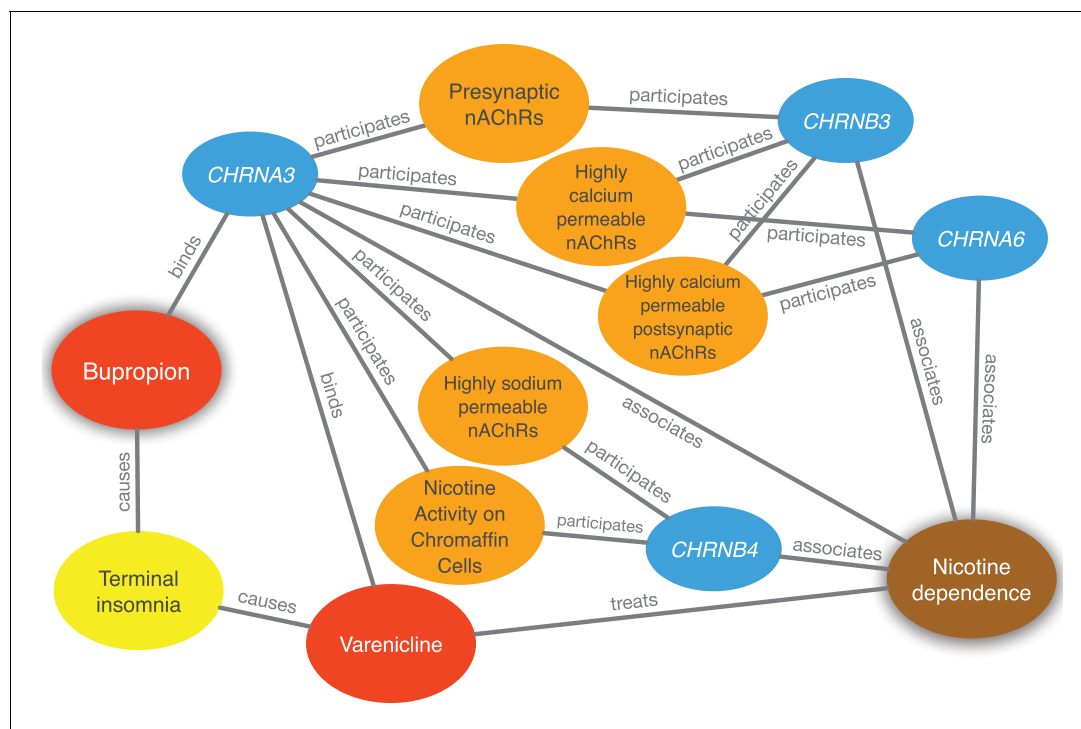 Presynaptic
nAChRs
participates
CHRNB3
participates
CHRNA3
participates
Highly
calcium
permeable
nAChRs
participates
participates
participates
participates
CHRNA6
binds
participates
Highly calcium
permeable
postsynaptic
nAChRs
participates
participates
associates
associates
Bupropion
binds
Highly sodium
permeable
nAChRs
associates
participates
causes
Nicotine
Activity on
Chromaffin
Cells
participates
CHRNB4
associates
Nicotine
dependence
Terminal
insomnia
causes
Varenicline
treats